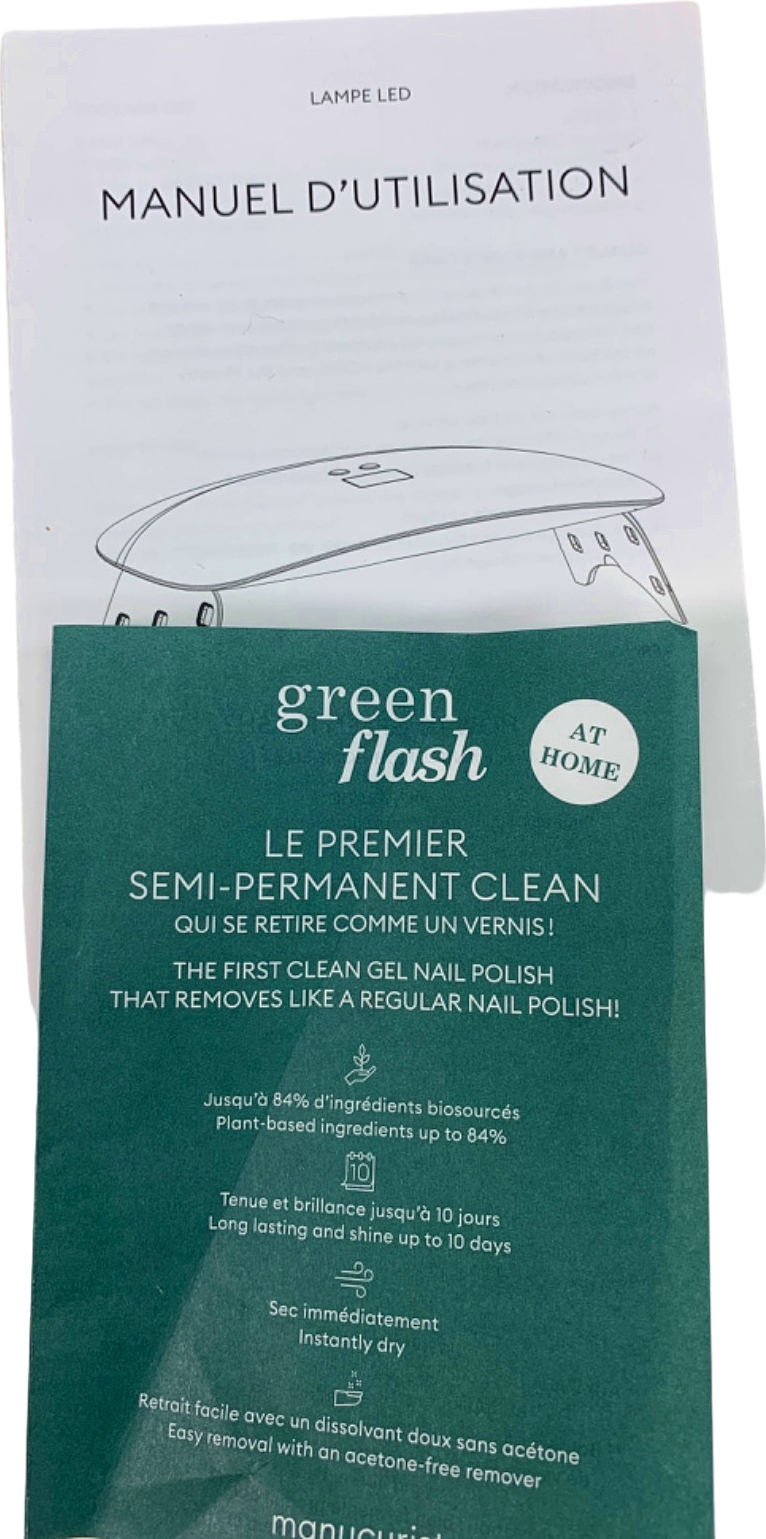 LAMPE LED
MANUEL D'UTILISATION
green
flash
AT
HOME
LE PREMIER
SEMI-PERMANENT CLEAN
QUI SE RETIRE COMME UN VERNIS!
THE FIRST CLEAN GEL NAIL POLISH
THAT REMOVES LIKE A REGULAR NAIL POLISH!
Jusqu'à 84% d'ingrédients biosourcés
Plant-based ingredients up to 84%
10
Tenue et brillance jusqu'à 10 jours
Long lasting and shine up to 10 days
Sec immédiatement
Instantly dry
Retrait facile avec un dissolvant doux sans acétone
Easy removal with an acetone-free remover